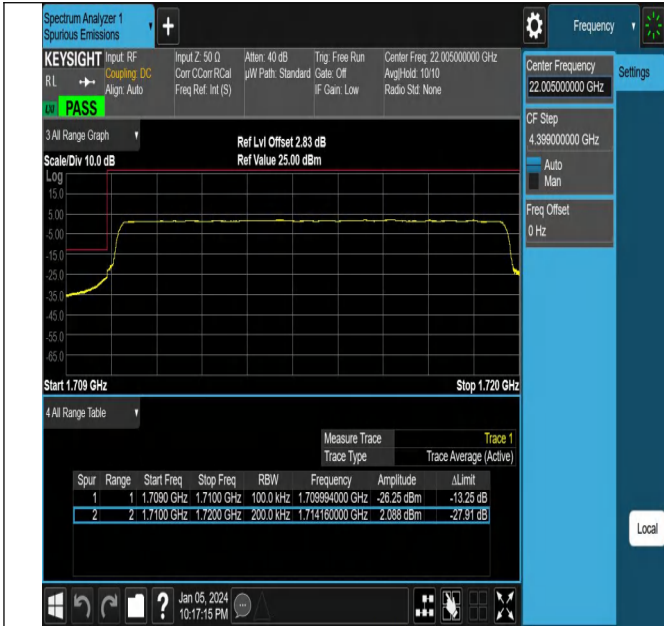 Spectrum Analyzer 1
Spurious Emissions
Frequency
KEYSIGHT
RL
PASS
Input: RF
Coupling: DC
Align: Auto
Input Z: 50 Ω
Corr CCorr RCal
Freq Ref: Int (S)
Atten: 40 dB
µW Path: Standard
Trig: Free Run
Gate: Off
IF Gain: Low
Center Freq: 22.005000000 GHz
Avg|Hold: 10/10
Radio Std: None
Center Frequency
22.005000000 GHz
Settings
CF Step
4.399000000 GHz
Auto
Man
Freq Offset
0 Hz
3 All Range Graph
Scale/Div 10.0 dB
Ref Lvl Offset 2.83 dB
Ref Value 25.00 dBm
Log
15.0
5.00
-5.00
-15.0
-25.0
-35.0
-45.0
-55.0
-65.0
Start 1.709 GHz
Stop 1.720 GHz
4 All Range Table
Measure Trace Trace 1
Trace Type Trace Average (Active)
Spur Range Start Freq Stop Freq RBW Frequency Amplitude ΔLimit
1 1 1.7090 GHz 1.7100 GHz 100.0 kHz 1.709994000 GHz -26.25 dBm -13.25 dB
2 2 1.7100 GHz 1.7200 GHz 200.0 kHz 1.714160000 GHz 2.088 dBm -27.91 dB
Local
Jan 05, 2024
10:17:15 PM